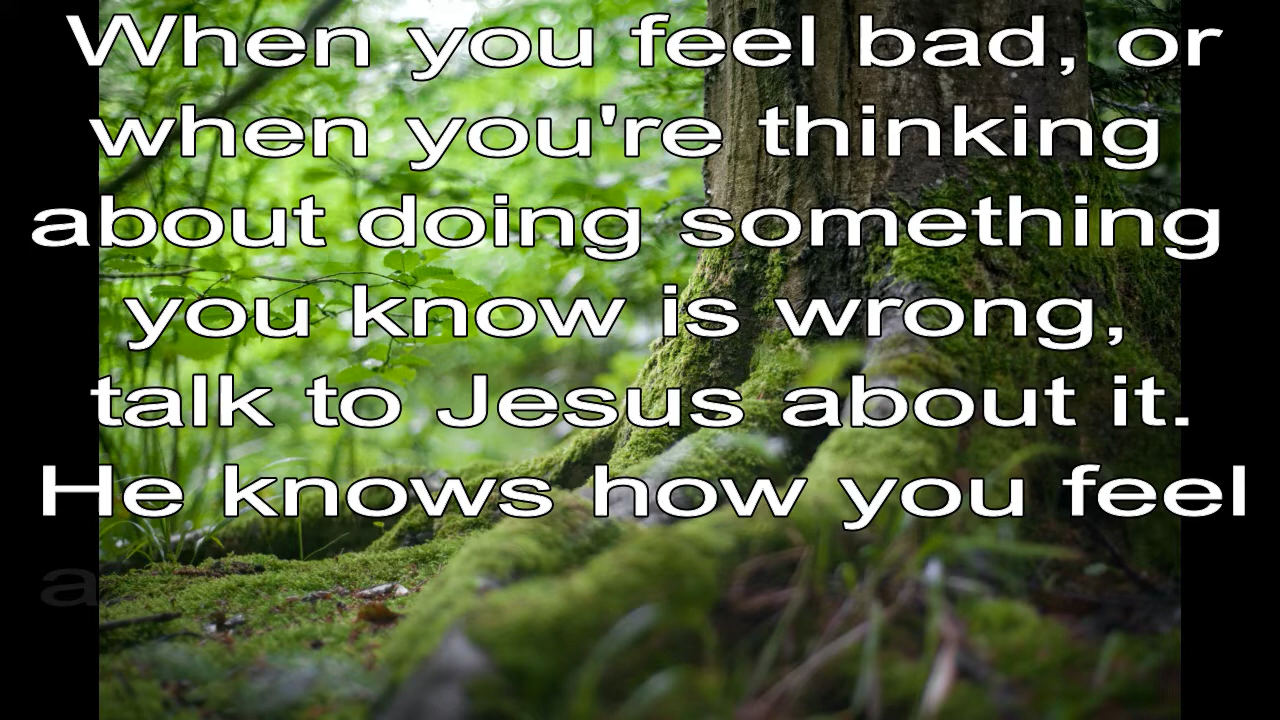 When you feel bad, or
when you're thinking
about doing something
you know is wrong,
talk to Jesus about it.
He knows how you feel